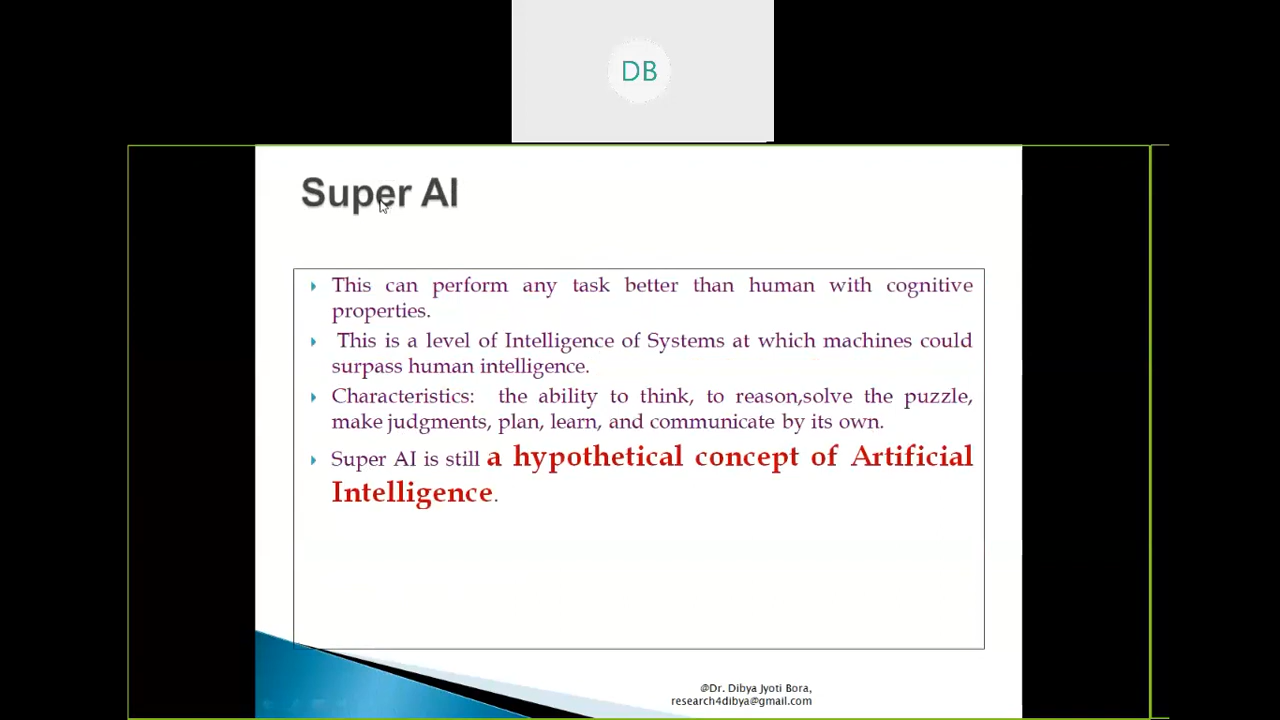 DB
Super AI
This can perform any task better than human with cognitive
properties.
This is a level of Intelligence of Systems at which machines could
surpass human intelligence.
Characteristics: the ability to think, to reason,solve the puzzle,
make judgments, plan, learn, and communicate by its own.
Super AI is still a hypothetical concept of Artificial
Intelligence.
@Dr. Dibya Jyoti Bora,
research4dibya@gmail.com